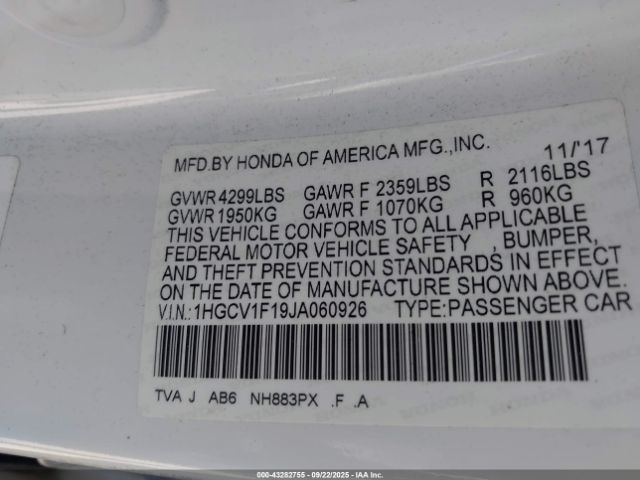 MFD.BY HONDA OF AMERICA MFG.,INC. 11/'17
GVWR 4299LBS GAWR F 2359LBS R 2116LBS
GVWR 1950KG GAWR F 1070KG R 960KG
THIS VEHICLE CONFORMS TO ALL APPLICABLE
FEDERAL MOTOR VEHICLE SAFETY , BUMPER,
AND THEFT PREVENTION STANDARDS IN EFFECT
ON THE DATE OF MANUFACTURE SHOWN ABOVE.
V.I.N.:1HGCV1F19JA060926 TYPE:PASSENGER CAR
TVA J AB6 NH883PX .F .A
000-43282755 - 09/22/2025 - © IAA Inc.